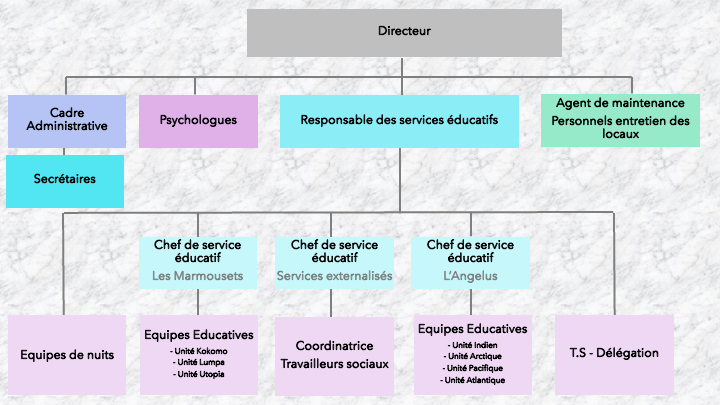 Directeur
Cadre
Administrative
Psychologues
Responsable des services éducatifs
Agent de maintenance
Personnels entretien des
locaux
Secrétaires
Chef de service
éducatif
Les Marmousets
Chef de service
éducatif
Services externalisés
Chef de service
éducatif
L'Angelus
Equipes de nuits
Equipes Educatives
- Unité Kokomo
- Unité Lumpa
- Unité Utopia
Coordinatrice
Travailleurs sociaux
Equipes Educatives
- Unité Indien
- Unité Arctique
- Unité Pacifique
- Unité Atlantique
T.S - Délégation